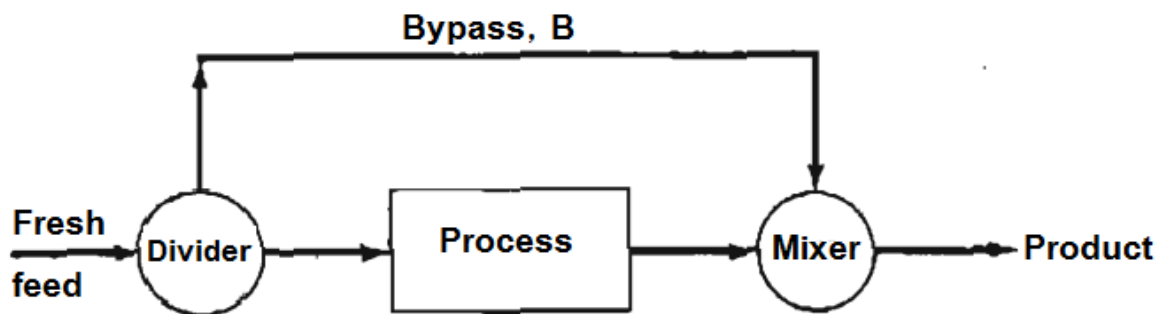 Bypass, B
Fresh
feed
Divider
Process
Mixer
Product